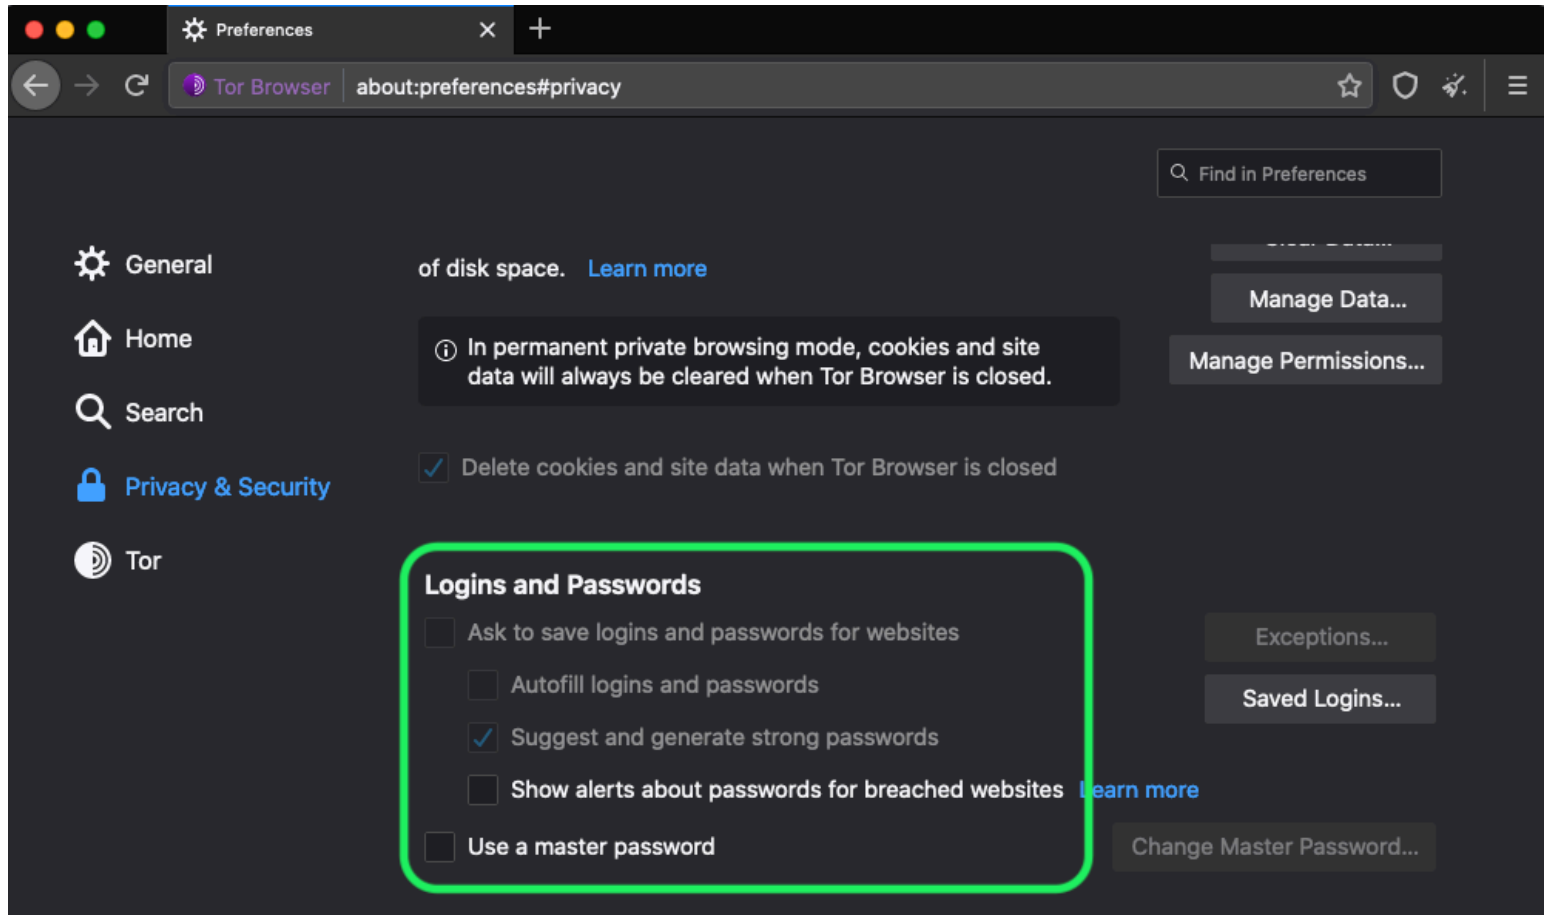 Preferences
Tor Browser about:preferences#privacy
Find in Preferences
General
Home
Search
Privacy & Security
Tor
of disk space. Learn more
Clear Data...
Manage Data...
Manage Permissions...
In permanent private browsing mode, cookies and site
data will always be cleared when Tor Browser is closed.
Delete cookies and site data when Tor Browser is closed
Logins and Passwords
Ask to save logins and passwords for websites
Exceptions...
Autofill logins and passwords
Saved Logins...
Suggest and generate strong passwords
Show alerts about passwords for breached websites Learn more
Use a master password
Change Master Password...